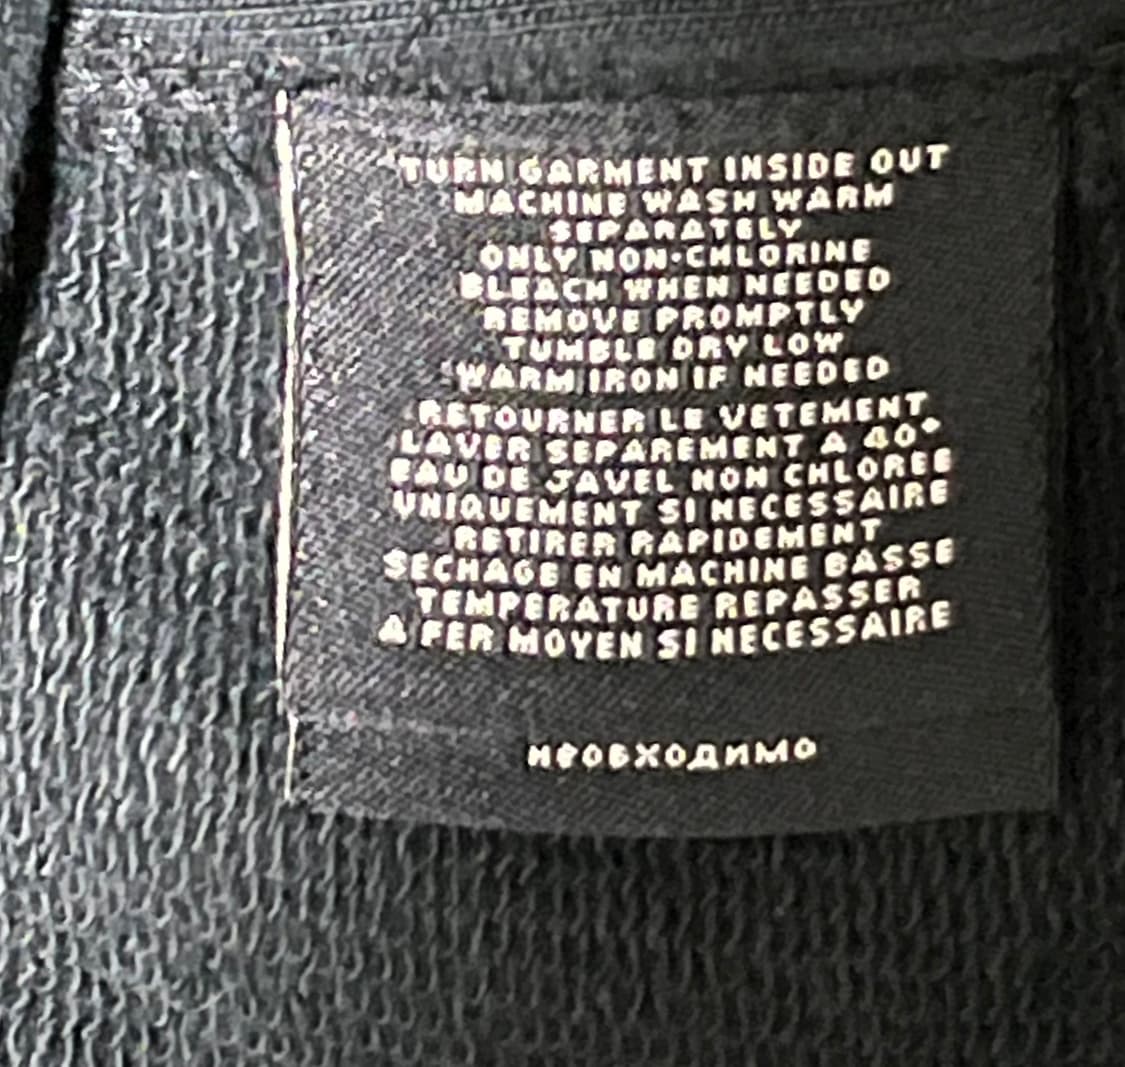 TURN GARMENT INSIDE OUT
MACHINE WASH WARM
SEPARATELY
ONLY NON-CHLORINE
BLEACH WHEN NEEDED
REMOVE PROMPTLY
TUMBLE DRY LOW
WARM IRON IF NEEDED
RETOURNER LE VETEMENT
LAVER SEPAREMENT A 40°
EAU DE JAVEL NON CHLOREE
UNIQUEMENT SI NECESSAIRE
RETIRER RAPIDEMENT
SECHAGE EN MACHINE BASSE
TEMPERATURE REPASSER
A FER MOYEN SI NECESSAIRE
НЕОБХОДИМО